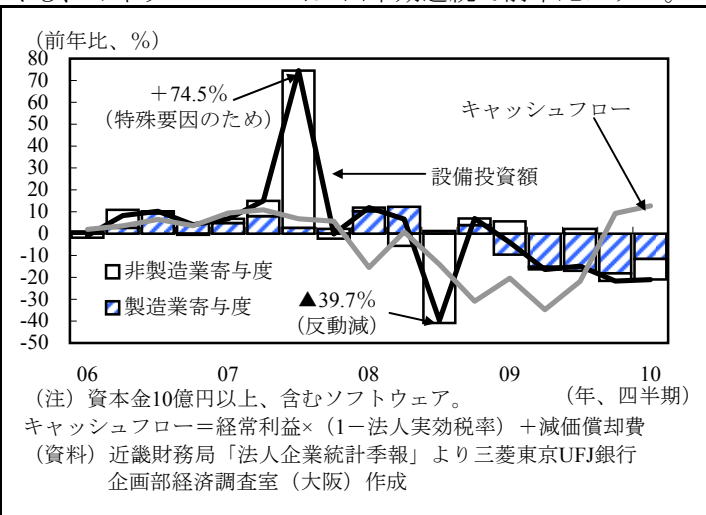 （前年比、％）
80
70
60
50
40
30
20
10
0
-10
-20
-30
-40
-50
＋74.5%
（特殊要因のため）
キャッシュフロー
設備投資額
非製造業寄与度
製造業寄与度
▲39.7%
（反動減）
06 07 08 09 10
（年、四半期）
（注）資本金10億円以上、含むソフトウェア。
キャッシュフロー＝経常利益×（1－法人実効税率）＋減価償却費
（資料）近畿財務局「法人企業統計季報」より三菱東京UFJ銀行
企画部経済調査室（大阪）作成